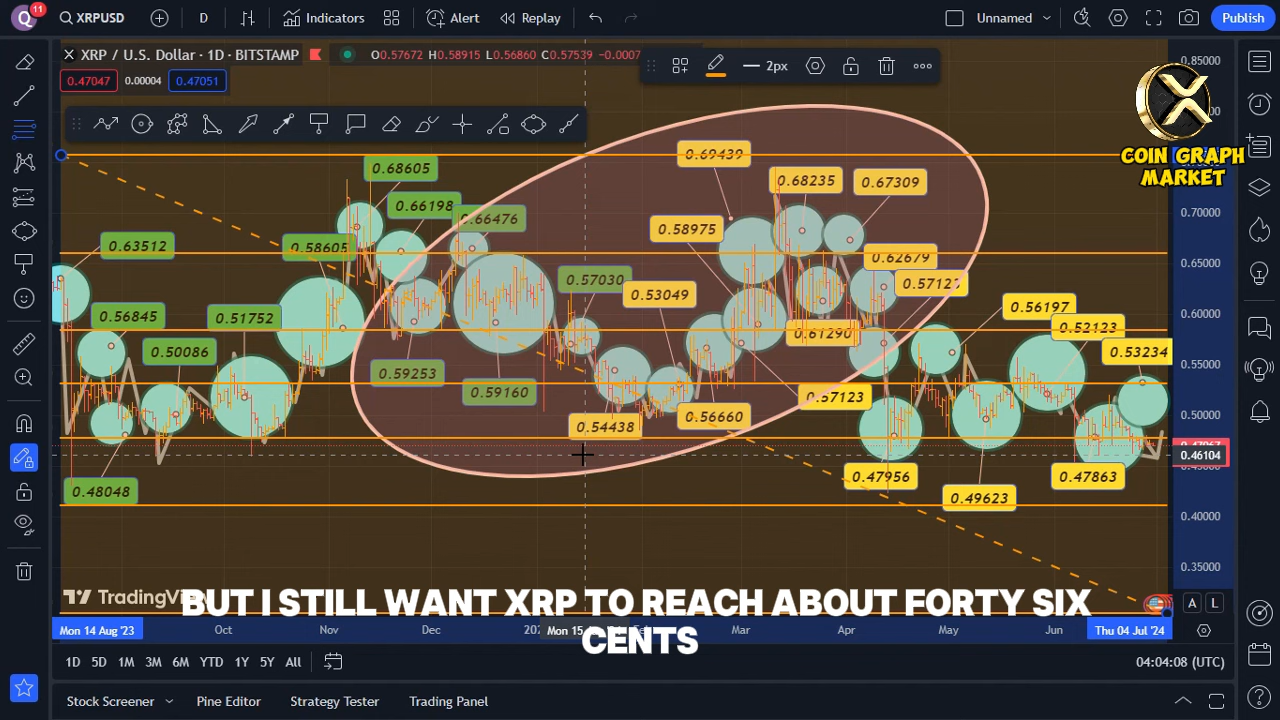 Q 11 XRPUSD D Indicators Alert Replay Unnamed Publish
XRP / U.S. Dollar · 1D · BITSTAMP O0.57672 H0.58915 L0.56860 C0.57539 −0.0007
2px
0.47047 0.00004 0.47051
0.85000
COIN GRAPH
MARKET
0.69439
0.68605
0.68235
0.67309
0.66198
0.66476
0.70000
0.58975
0.63512
0.58605
0.62679
0.65000
0.57030
0.53049
0.57123
0.56845
0.51752
0.56197
0.60000
0.52123
0.61290
0.50086
0.53234
0.55000
0.59253
0.59160
0.57123
0.56660
0.50000
0.54438
0.46104
0.47956
0.47863
0.48048
0.49623
0.40000
0.35000
TradingView
BUT I STILL WANT XRP TO REACH ABOUT FORTY SIX
CENTS
A L
Mon 14 Aug '23 Oct Nov Dec Mon 15 Mar Apr May Jun Thu 04 Jul '24
1D 5D 1M 3M 6M YTD 1Y 5Y All 04:04:08 (UTC)
Stock Screener Pine Editor Strategy Tester Trading Panel